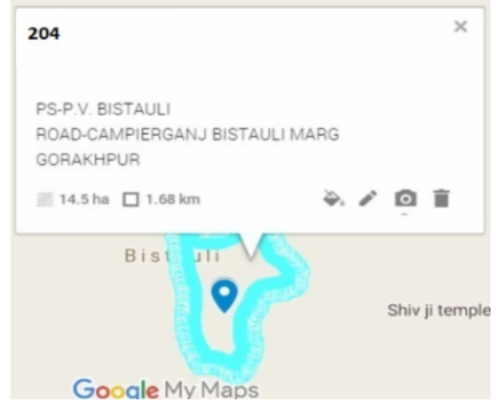 204
PS-P.V. BISTAULI
ROAD-CAMPIERGANJ BISTAULI MARG
GORAKHPUR
14.5 ha 1.68 km
Bistauli
Shiv ji temple
Google My Maps